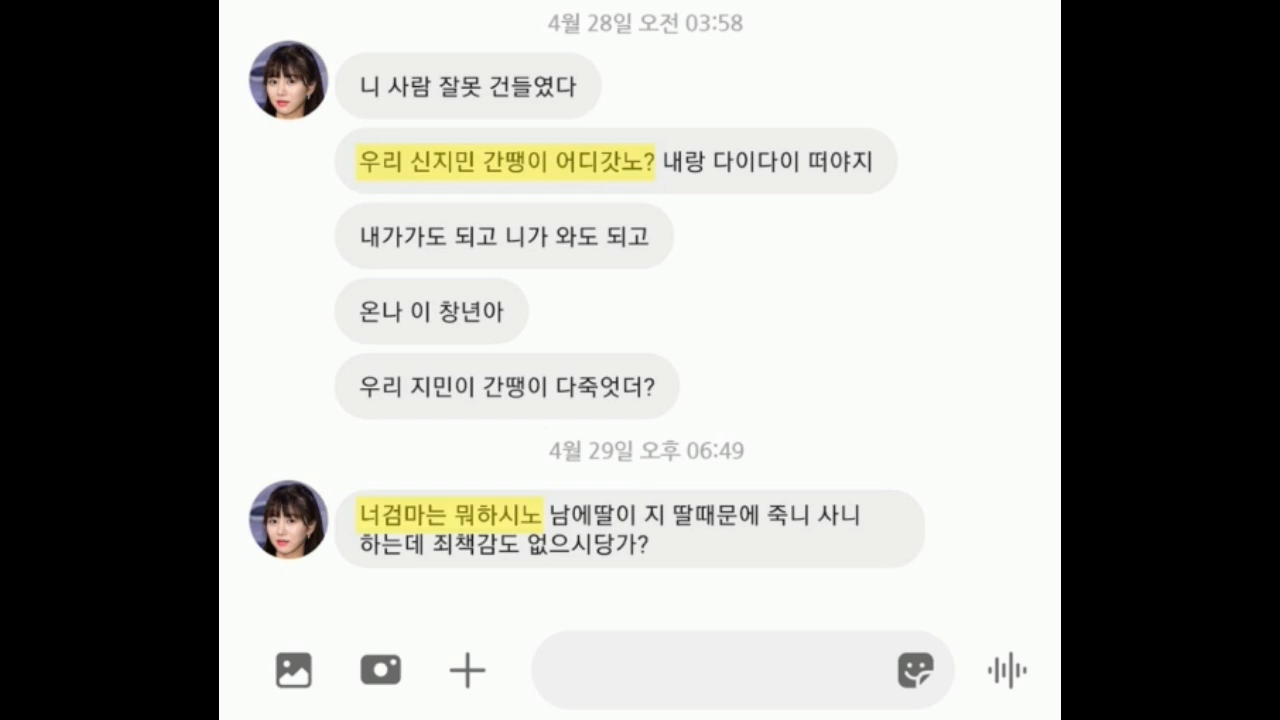 4월 28일 오전 03:58
니 사람 잘못 건들였다
우리 신지민 간땡이 어디갓노? 내랑 다이다이 떠야지
내가가도 되고 니가 와도 되고
온나 이 창년아
우리 지민이 간땡이 다죽엇더?
4월 29일 오후 06:49
너검마는 뭐하시노 남에딸이 지 딸때문에 죽니 사니
하는데 죄책감도 없으시당가?